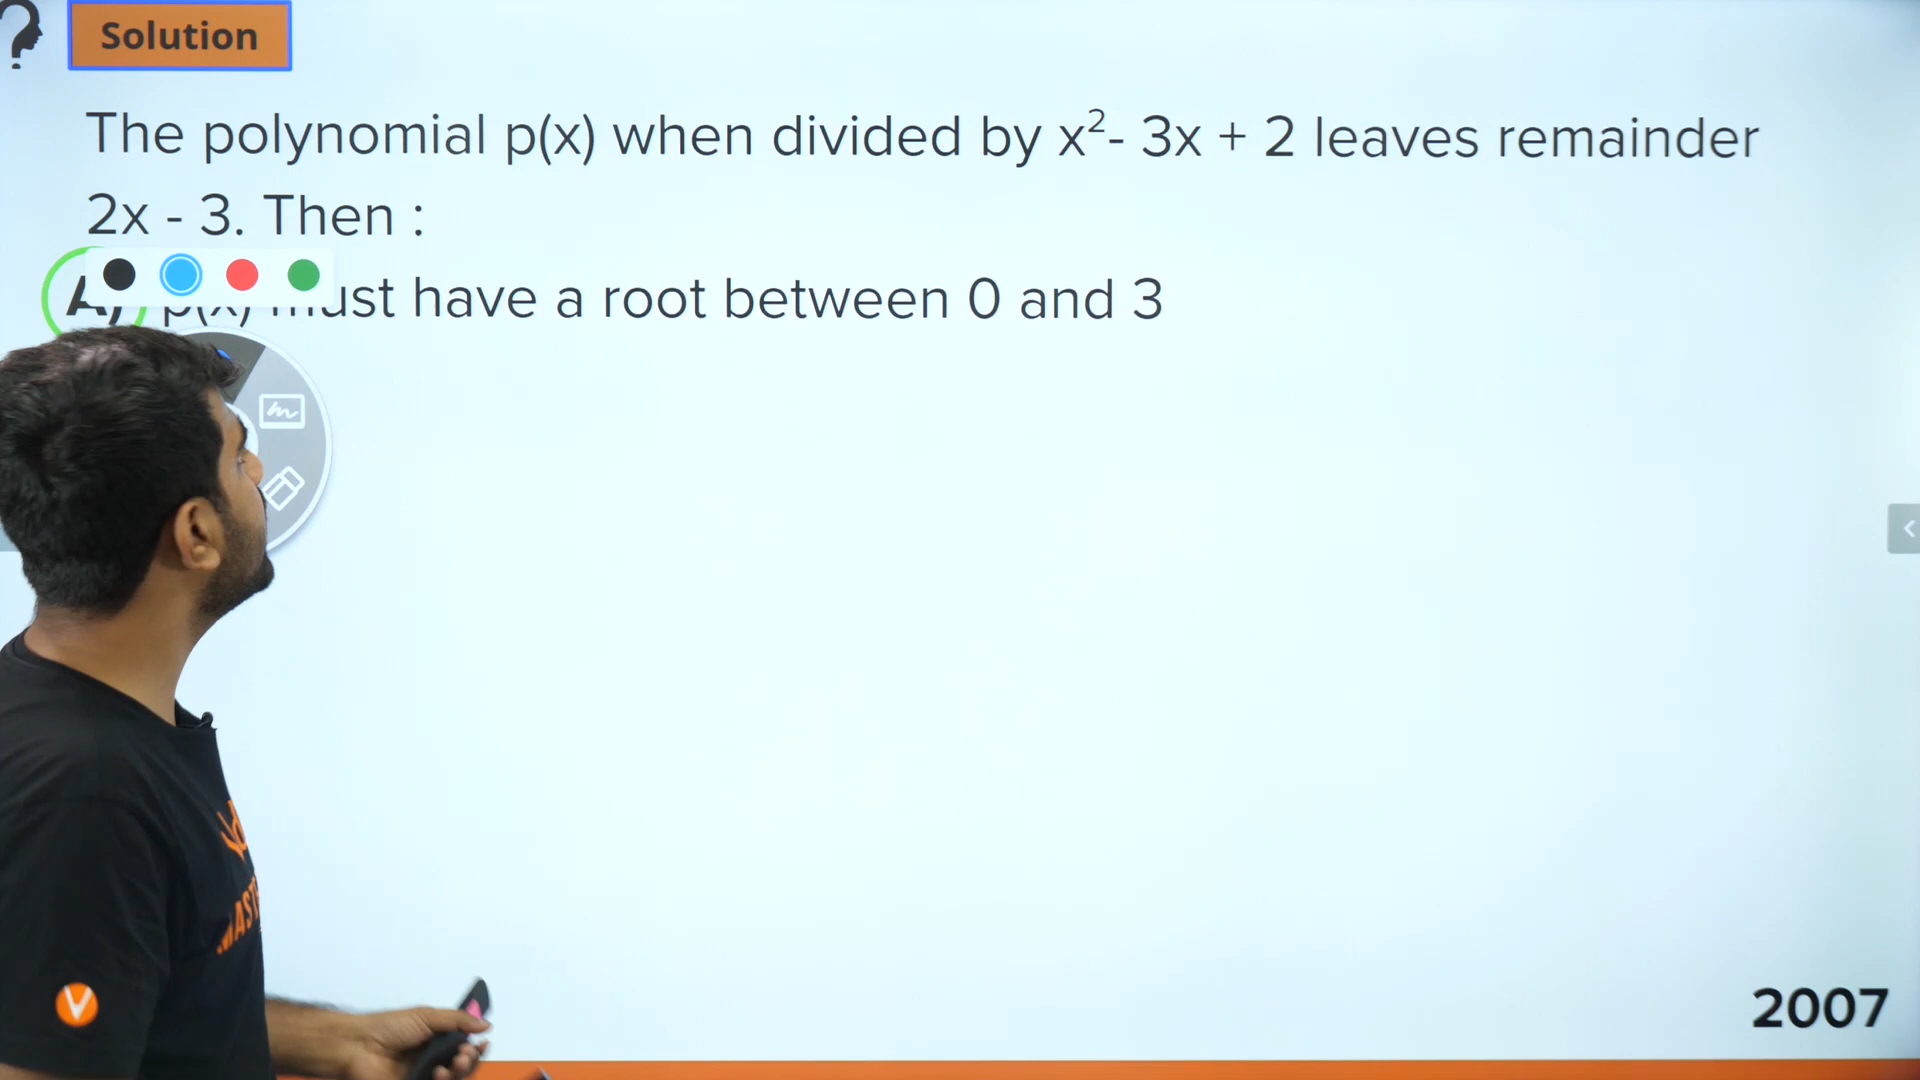 Solution
The polynomial p(x) when divided by x²- 3x + 2 leaves remainder
2x - 3. Then :
A) p(x) must have a root between 0 and 3
2007